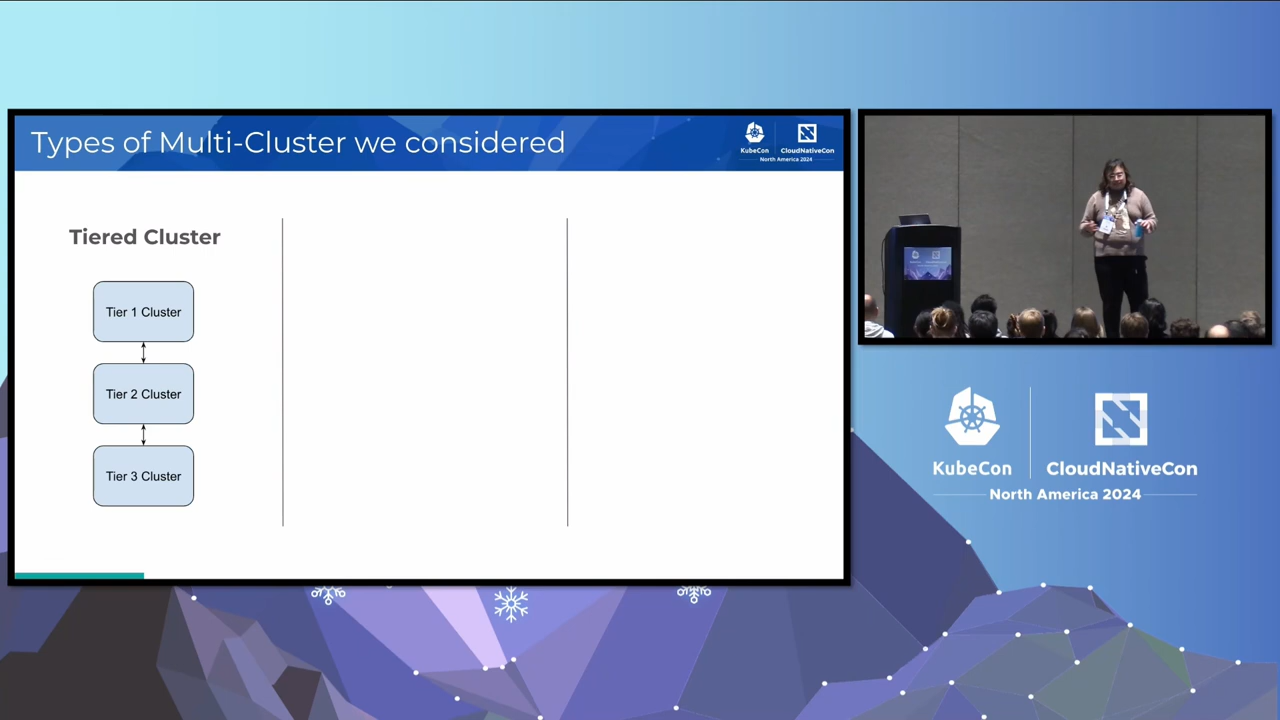 Types of Multi-Cluster we considered
KubeCon
CloudNativeCon
North America 2024
Tiered Cluster
Tier 1 Cluster
Tier 2 Cluster
Tier 3 Cluster
KubeCon
CloudNativeCon
North America 2024